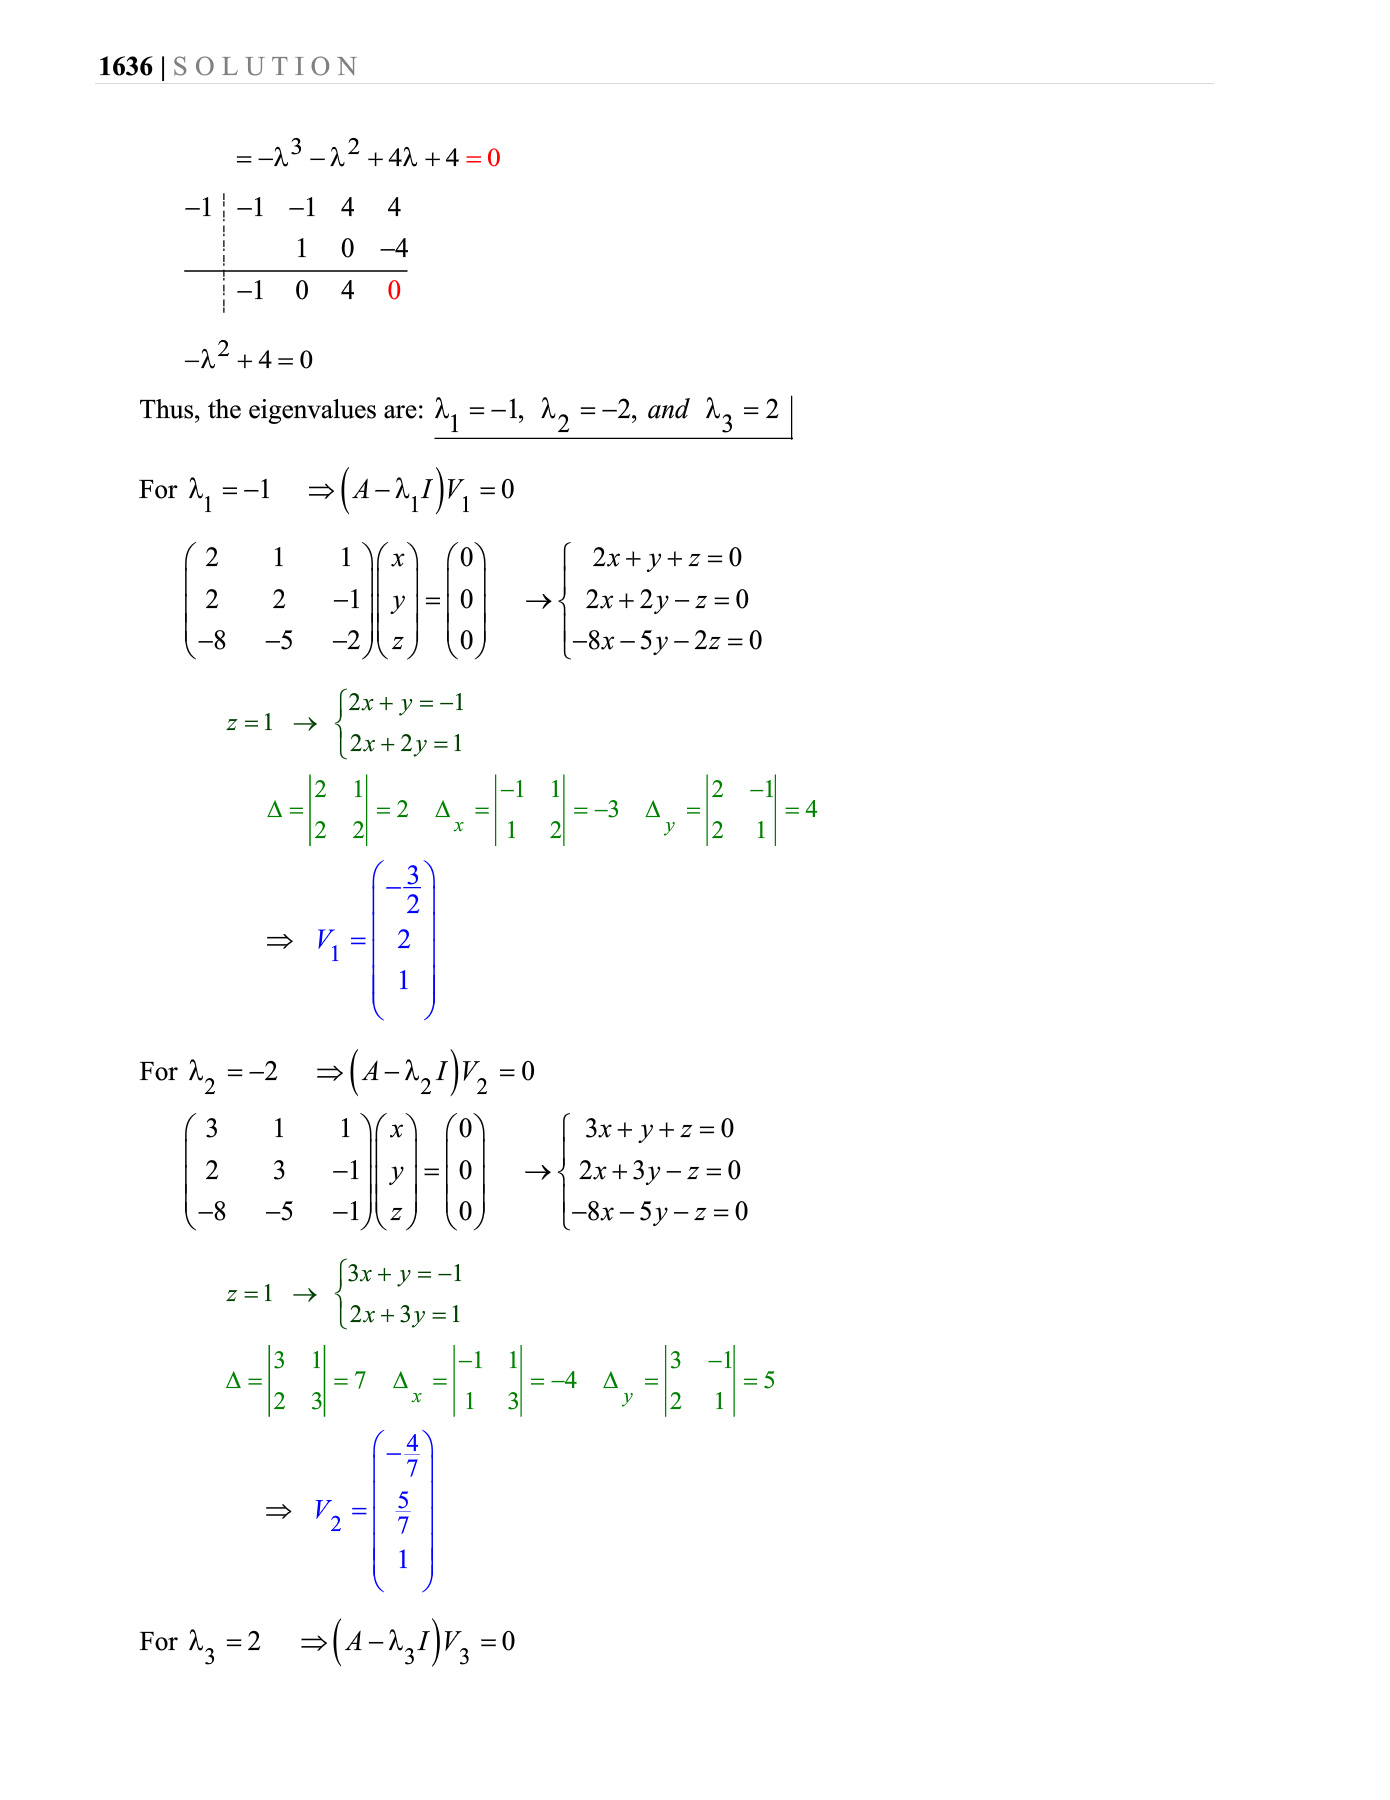 1636 | SOLUTION
= −λ³ − λ² + 4λ + 4 = 0
−1 | −1 −1 4 4
1 0 −4
−1 0 4 0
−λ² + 4 = 0
Thus, the eigenvalues are: λ₁ = −1, λ₂ = −2, and λ₃ = 2
For λ₁ = −1 ⇒ (A − λ₁I)V₁ = 0
( 2 1 1 ) ( x ) = ( 0 ) → { 2x + y + z = 0
( 2 2 −1 ) ( y ) = ( 0 ) { 2x + 2y − z = 0
( −8 −5 −2 ) ( z ) ( 0 ) { −8x − 5y − 2z = 0
z = 1 → { 2x + y = −1
{ 2x + 2y = 1
Δ = | 2 1 ; 2 2 | = 2 Δₓ = | −1 1 ; 1 2 | = −3 Δ_y = | 2 −1 ; 2 1 | = 4
⇒ V₁ = ( −3/2 ; 2 ; 1 )
For λ₂ = −2 ⇒ (A − λ₂I)V₂ = 0
( 3 1 1 ) ( x ) ( 0 ) → { 3x + y + z = 0
( 2 3 −1 ) ( y ) = ( 0 ) { 2x + 3y − z = 0
( −8 −5 −1 ) ( z ) ( 0 ) { −8x − 5y − z = 0
z = 1 → { 3x + y = −1
{ 2x + 3y = 1
Δ = | 3 1 ; 2 3 | = 7 Δₓ = | −1 1 ; 1 3 | = −4 Δ_y = | 3 −1 ; 2 1 | = 5
⇒ V₂ = ( −4/7 ; 5/7 ; 1 )
For λ₃ = 2 ⇒ (A − λ₃I)V₃ = 0